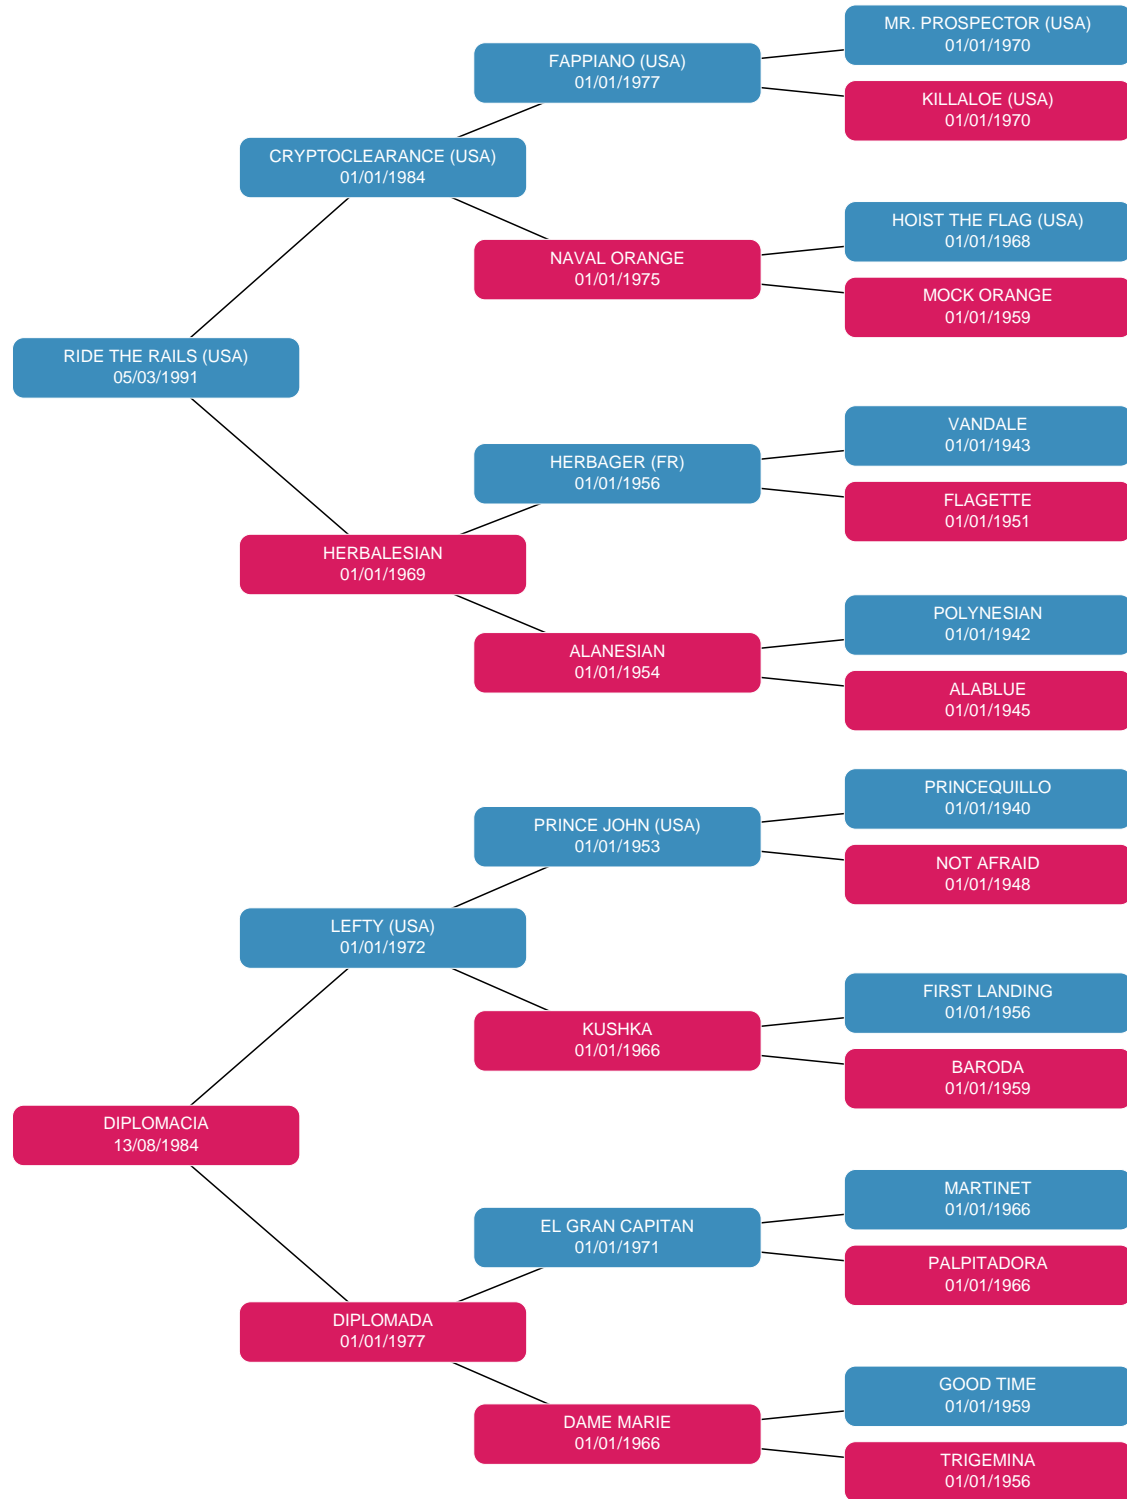 MR. PROSPECTOR (USA)
01/01/1970
FAPPIANO (USA)
01/01/1977
KILLALOE (USA)
01/01/1970
CRYPTOCLEARANCE (USA)
01/01/1984
HOIST THE FLAG (USA)
01/01/1968
NAVAL ORANGE
01/01/1975
MOCK ORANGE
01/01/1959
RIDE THE RAILS (USA)
05/03/1991
VANDALE
01/01/1943
HERBAGER (FR)
01/01/1956
FLAGETTE
01/01/1951
HERBALESIAN
01/01/1969
POLYNESIAN
01/01/1942
ALANESIAN
01/01/1954
ALABLUE
01/01/1945
PRINCEQUILLO
01/01/1940
PRINCE JOHN (USA)
01/01/1953
NOT AFRAID
01/01/1948
LEFTY (USA)
01/01/1972
FIRST LANDING
01/01/1956
KUSHKA
01/01/1966
BARODA
01/01/1959
DIPLOMACIA
13/08/1984
MARTINET
01/01/1966
EL GRAN CAPITAN
01/01/1971
PALPITADORA
01/01/1966
DIPLOMADA
01/01/1977
GOOD TIME
01/01/1959
DAME MARIE
01/01/1966
TRIGEMINA
01/01/1956